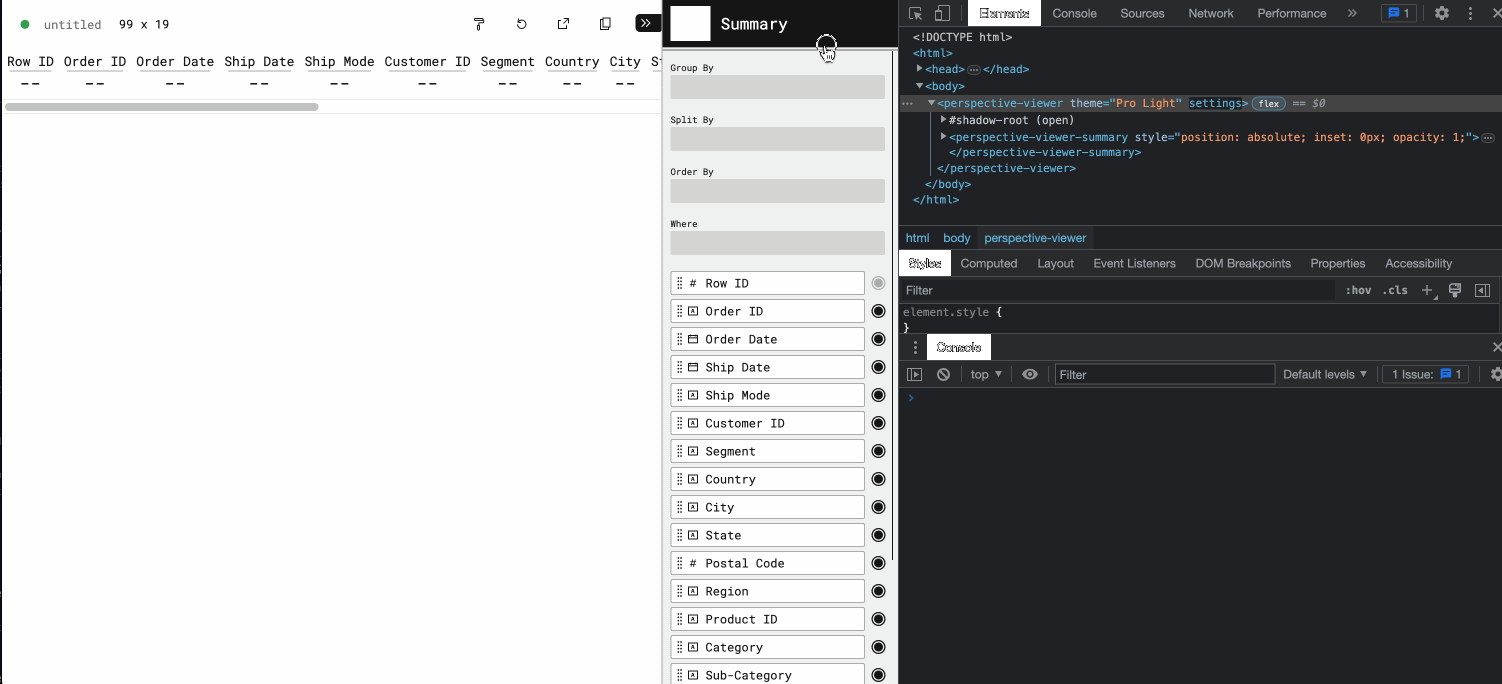 untitled 99 x 19
Row ID Order ID Order Date Ship Date Ship Mode Customer ID Segment Country City St
-- -- -- -- -- -- -- -- --
Summary
Group By
Split By
Order By
Where
# Row ID
A Order ID
Order Date
Ship Date
A Ship Mode
A Customer ID
A Segment
A Country
A City
A State
# Postal Code
A Region
A Product ID
A Category
A Sub-Category
Elements Console Sources Network Performance » 1
<!DOCTYPE html>
<html>
<head>…</head>
<body>
… <perspective-viewer theme="Pro Light" settings> flex == $0
#shadow-root (open)
<perspective-viewer-summary style="position: absolute; inset: 0px; opacity: 1;"> …
</perspective-viewer-summary>
</perspective-viewer>
</body>
</html>
html body perspective-viewer
Styles Computed Layout Event Listeners DOM Breakpoints Properties Accessibility
Filter :hov .cls +
element.style {
}
Console
top ▼ Filter Default levels ▼ 1 Issue: 1
>